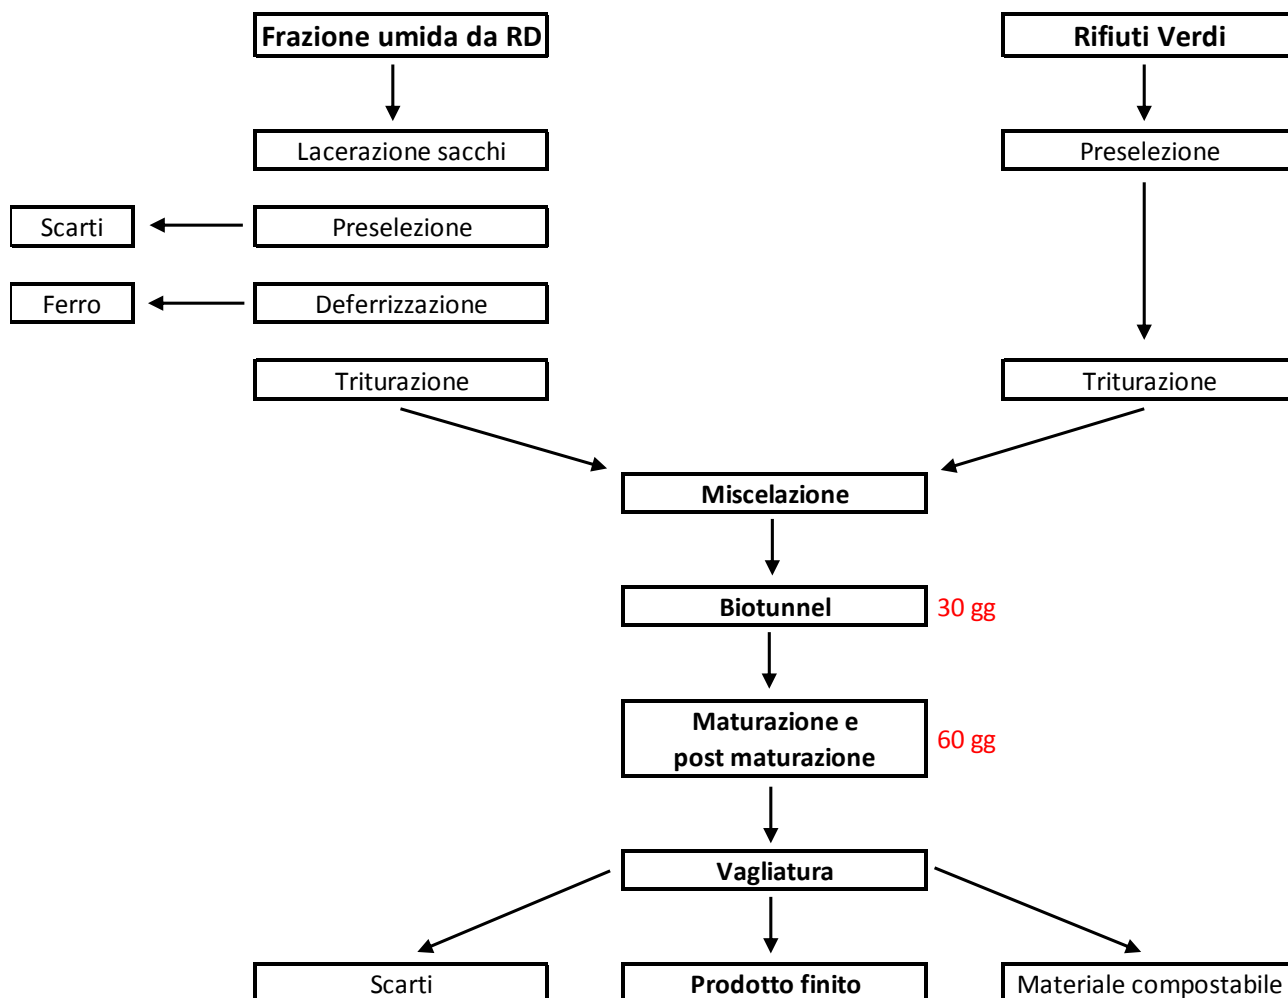 Frazione umida da RD
Rifiuti Verdi
Lacerazione sacchi
Preselezione
Scarti
Preselezione
Ferro
Deferrizzazione
Triturazione
Triturazione
Miscelazione
Biotunnel
30 gg
Maturazione e
post maturazione
60 gg
Vagliatura
Scarti
Prodotto finito
Materiale compostabile